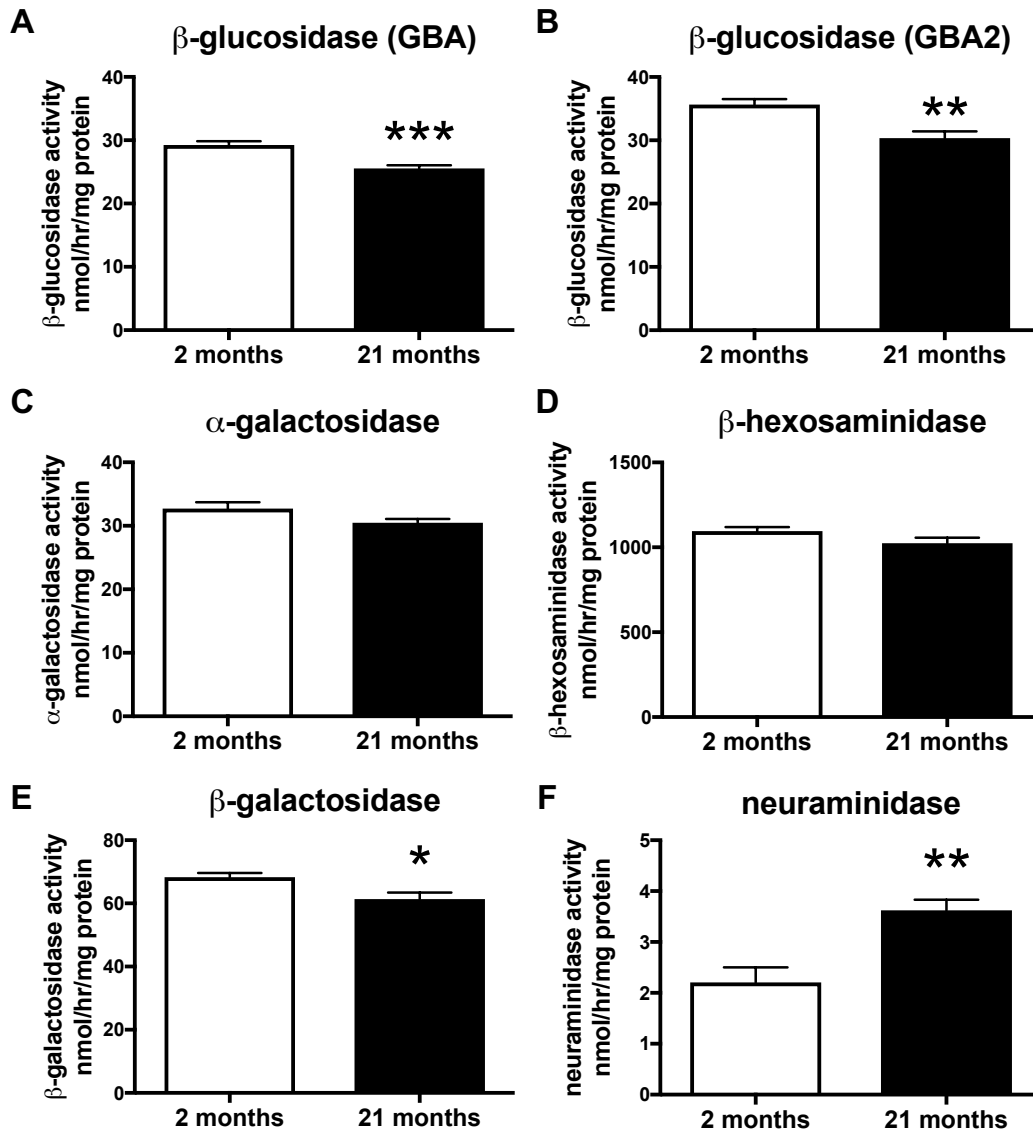 A
β-glucosidase (GBA)
β-glucosidase activity
nmol/hr/mg protein
40
30
20
10
0
***
2 months
21 months
B
β-glucosidase (GBA2)
β-glucosidase activity
nmol/hr/mg protein
40
30
20
10
0
**
2 months
21 months
C
α-galactosidase
α-galactosidase activity
nmol/hr/mg protein
40
30
20
10
0
2 months
21 months
D
β-hexosaminidase
β-hexosaminidase activity
nmol/hr/mg protein
1500
1000
500
0
2 months
21 months
E
β-galactosidase
β-galactosidase activity
nmol/hr/mg protein
80
60
40
20
0
*
2 months
21 months
F
neuraminidase
neuraminidase activity
nmol/hr/mg protein
5
4
3
2
1
0
**
2 months
21 months